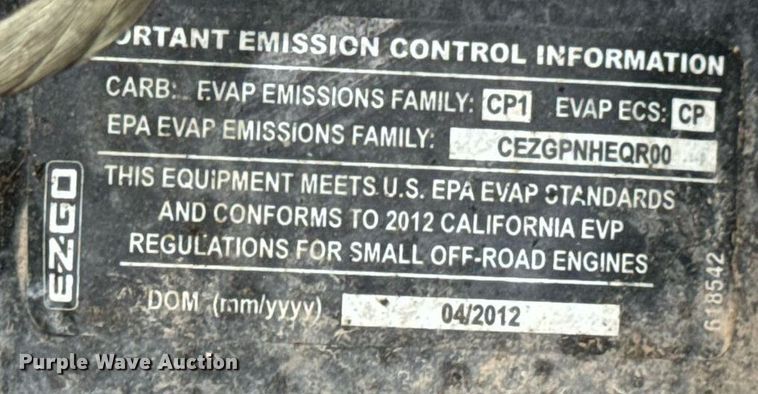 ORTANT EMISSION CONTROL INFORMATION
CARB: EVAP EMISSIONS FAMILY: CP1 EVAP ECS: CP
EPA EVAP EMISSIONS FAMILY: CEZGPNHEQR00
THIS EQUIPMENT MEETS U.S. EPA EVAP STANDARDS
AND CONFORMS TO 2012 CALIFORNIA EVP
REGULATIONS FOR SMALL OFF-ROAD ENGINES
DOM (mm/yyyy) 04/2012
E-Z-GO
618542
Purple Wave Auction